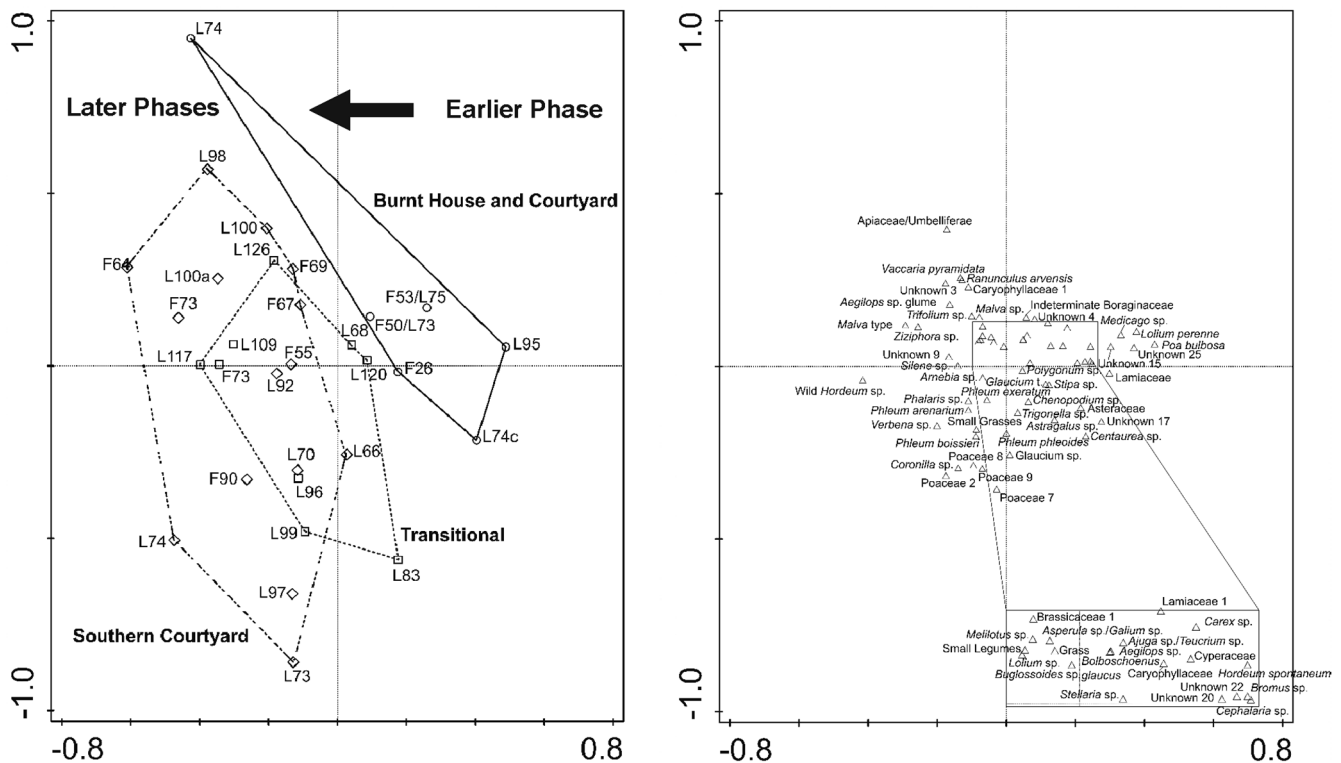 1.0
L74
Later Phases
Earlier Phase
L98
Burnt House and Courtyard
L100
L126
F64
L100a
F69
F53/L75
F73
F67
F50/L73
L68
L109
L95
L117
F55
F73
L92
L120
F26
L74c
L70
L66
F90
L96
L99
Transitional
L74
L83
L97
Southern Courtyard
L73
-1.0
-0.8
0.8
1.0
Apiaceae/Umbelliferae
Vaccaria pyramidata
Ranunculus arvensis
Unknown 3
Caryophyllaceae 1
Aegilops sp. glume
Indeterminate Boraginaceae
Trifolium sp.
Malva sp.
Unknown 4
Medicago sp.
Malva type
Lolium perenne
Ziziphora sp.
Poa bulbosa
Unknown 9
Unknown 25
Silene sp.
Unknown 15
Polygonum sp.
Arnebia sp.
Glaucium t.
Stipa sp.
Lamiaceae
Wild Hordeum sp.
Phleum exeratum
Phalaris sp.
Chenopodium sp.
Phleum arenarium
Trigonella sp.
Asteraceae
Verbena sp.
Small Grasses
Astragalus sp.
Unknown 17
Phleum boissieri
Phleum phleoides
Centaurea sp.
Coronilla sp.
Poaceae 8
Glaucium sp.
Poaceae 2
Poaceae 9
Poaceae 7
Lamiaceae 1
Brassicaceae 1
Carex sp.
Asperula sp./Galium sp.
Melilotus sp.
Ajuga sp./Teucrium sp.
Small Legumes
Grass
Aegilops sp.
Cyperaceae
Lolium sp.
Bolboschoenus
glaucus
Buglossoides sp.
Caryophyllaceae
Hordeum spontaneum
Unknown 22
Bromus sp.
Stellaria sp.
Unknown 20
Cephalaria sp.
-1.0
-0.8
0.8